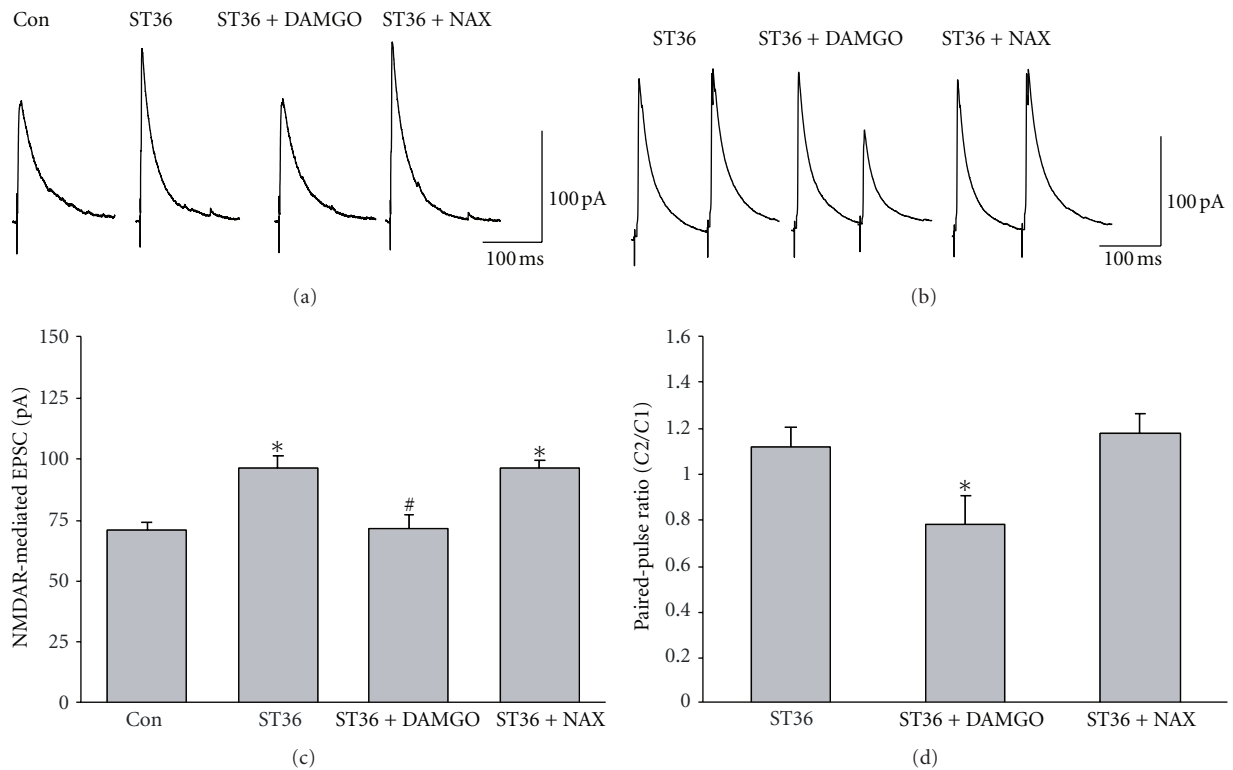 Con ST36 ST36 + DAMGO ST36 + NAX
100 pA
100 ms
(a)
ST36 ST36 + DAMGO ST36 + NAX
100 pA
100 ms
(b)
NMDAR-mediated EPSC (pA)
150
125
100
75
50
25
0
*
#
*
Con ST36 ST36 + DAMGO ST36 + NAX
(c)
Paired-pulse ratio (C2/C1)
1.6
1.4
1.2
1
0.8
0.6
0.4
0.2
0
*
ST36 ST36 + DAMGO ST36 + NAX
(d)